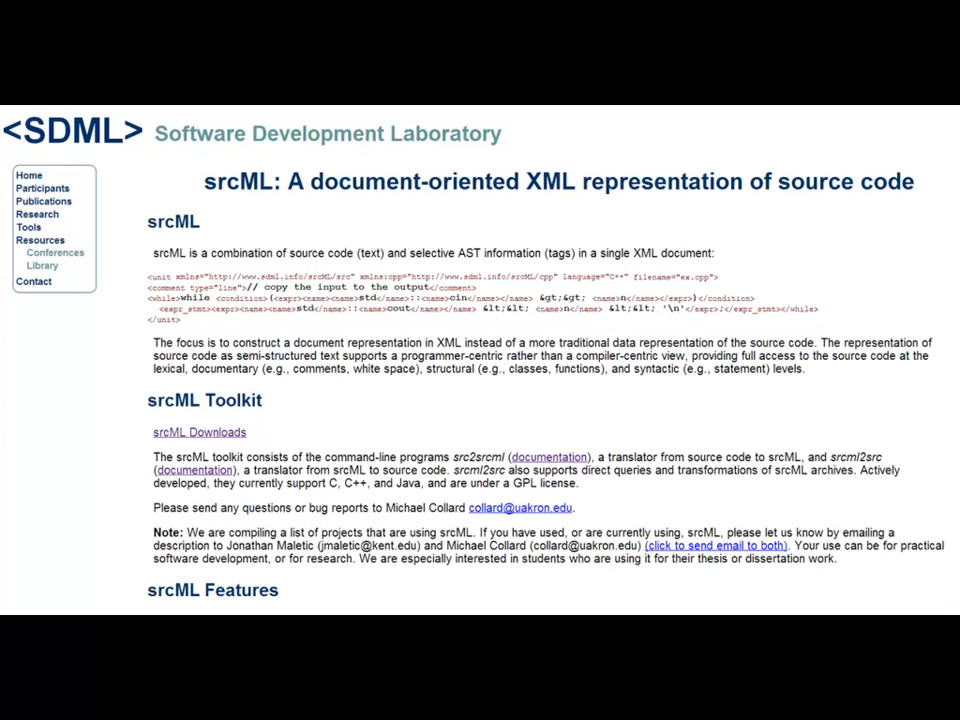 <SDML> Software Development Laboratory
Home
Participants
Publications
Research
Tools
Resources
Conferences
Library
Contact
srcML: A document-oriented XML representation of source code
srcML
srcML is a combination of source code (text) and selective AST information (tags) in a single XML document:
<unit xmlns="http://www.sdml.info/srcML/src" xmlns:cpp="http://www.sdml.info/srcML/cpp" language="C++" filename="ex.cpp">
<comment type="line">// copy the input to the output</comment>
<while>while <condition>(<expr><name><name>std</name>::<name>cin</name></name> &gt;&gt; <name>n</name></expr>)</condition>
<expr_stmt><expr><name><name>std</name>::<name>cout</name></name> &lt;&lt; <name>n</name> &lt;&lt; '\n'</expr>;</expr_stmt></while>
</unit>
The focus is to construct a document representation in XML instead of a more traditional data representation of the source code. The representation of
source code as semi-structured text supports a programmer-centric rather than a compiler-centric view, providing full access to the source code at the
lexical, documentary (e.g., comments, white space), structural (e.g., classes, functions), and syntactic (e.g., statement) levels.
srcML Toolkit
srcML Downloads
The srcML toolkit consists of the command-line programs src2srcml (documentation), a translator from source code to srcML, and srcml2src
(documentation), a translator from srcML to source code. srcml2src also supports direct queries and transformations of srcML archives. Actively
developed, they currently support C, C++, and Java, and are under a GPL license.
Please send any questions or bug reports to Michael Collard collard@uakron.edu.
Note: We are compiling a list of projects that are using srcML. If you have used, or are currently using, srcML, please let us know by emailing a
description to Jonathan Maletic (jmaletic@kent.edu) and Michael Collard (collard@uakron.edu) (click to send email to both). Your use can be for practical
software development, or for research. We are especially interested in students who are using it for their thesis or dissertation work.
srcML Features